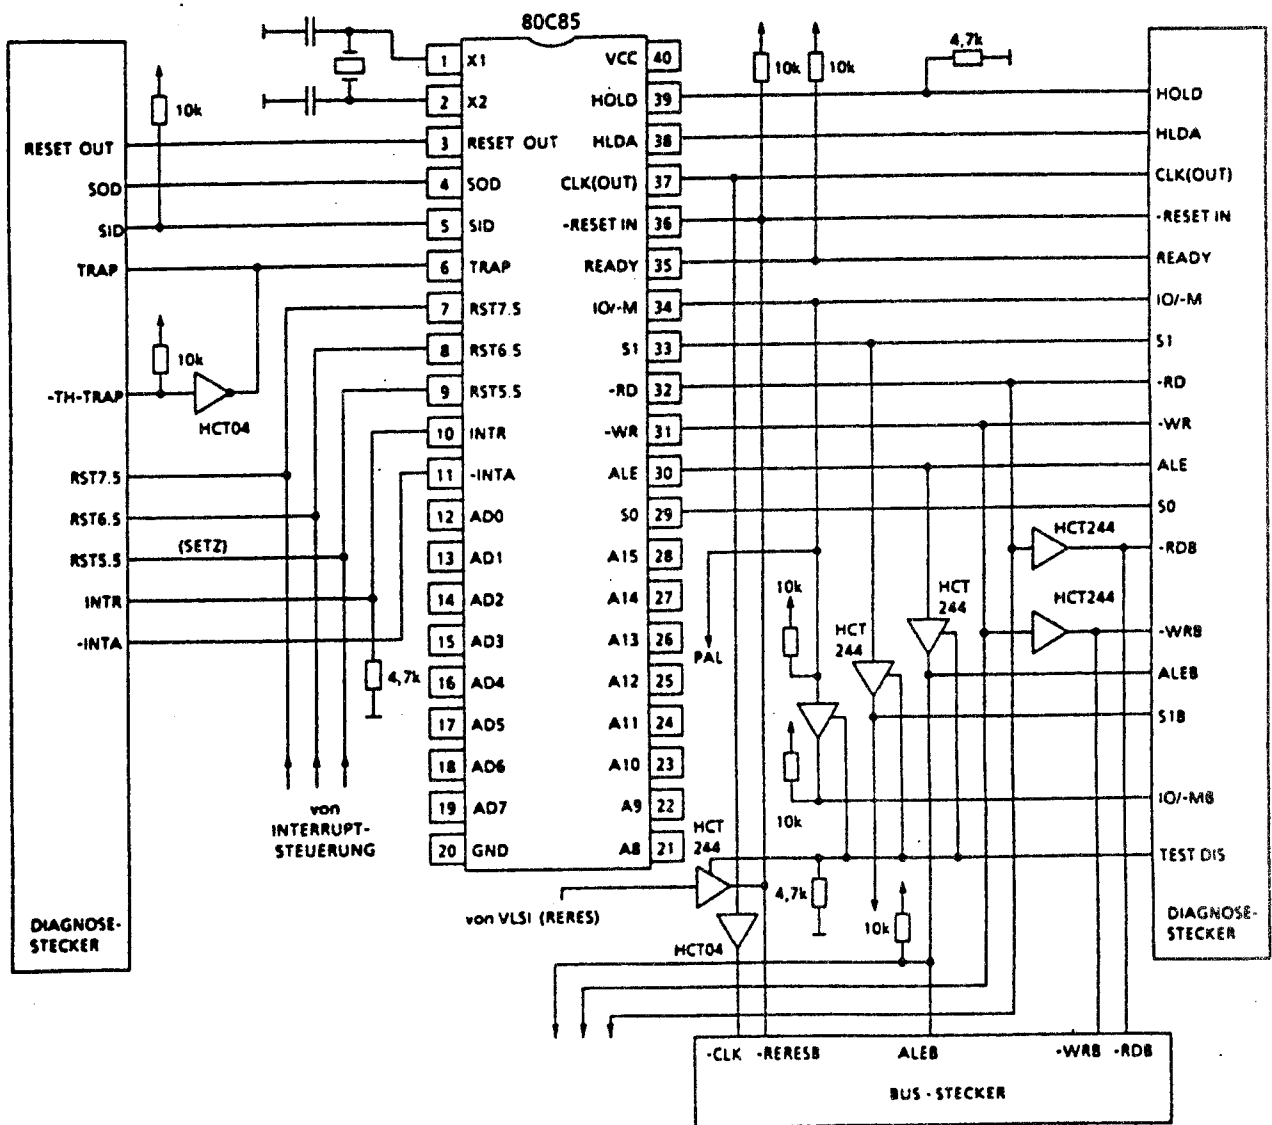 80C85
1 X1
2 X2
3 RESET OUT
4 SOD
5 SID
6 TRAP
7 RST7.5
8 RST6.5
9 RST5.5
10 INTR
11 -INTA
12 AD0
13 AD1
14 AD2
15 AD3
16 AD4
17 AD5
18 AD6
19 AD7
20 GND
VCC 40
HOLD 39
HLDA 38
CLK(OUT) 37
-RESET IN 36
READY 35
IO/-M 34
S1 33
-RD 32
-WR 31
ALE 30
S0 29
A15 28
A14 27
A13 26
A12 25
A11 24
A10 23
A9 22
A8 21
10k
RESET OUT
SOD
SID
TRAP
10k
-TH-TRAP
HCT04
RST7.5
RST6.5
RST5.5
(SETZ)
INTR
-INTA
4,7k
von
INTERRUPT-
STEUERUNG
DIAGNOSE-
STECKER
10k
10k
4,7k
HOLD
HLDA
CLK(OUT)
-RESET IN
READY
IO/-M
S1
-RD
-WR
ALE
S0
HCT244
-RDB
HCT244
-WRB
HCT
244
HCT
244
10k
PAL
ALEB
S1B
10k
IO/-MB
HCT
244
TEST DIS
4,7k
10k
von VLSI (RERES)
HCT04
DIAGNOSE-
STECKER
-CLK
-RERESB
ALEB
-WRB
-RDB
BUS - STECKER